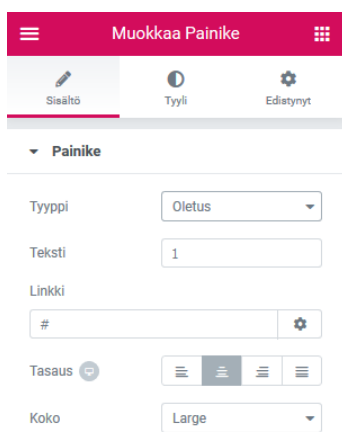 Muokkaa Painike
Sisältö Tyyli Edistynyt
Painike
Tyyppi Oletus
Teksti 1
Linkki
#
Tasaus
Koko Large